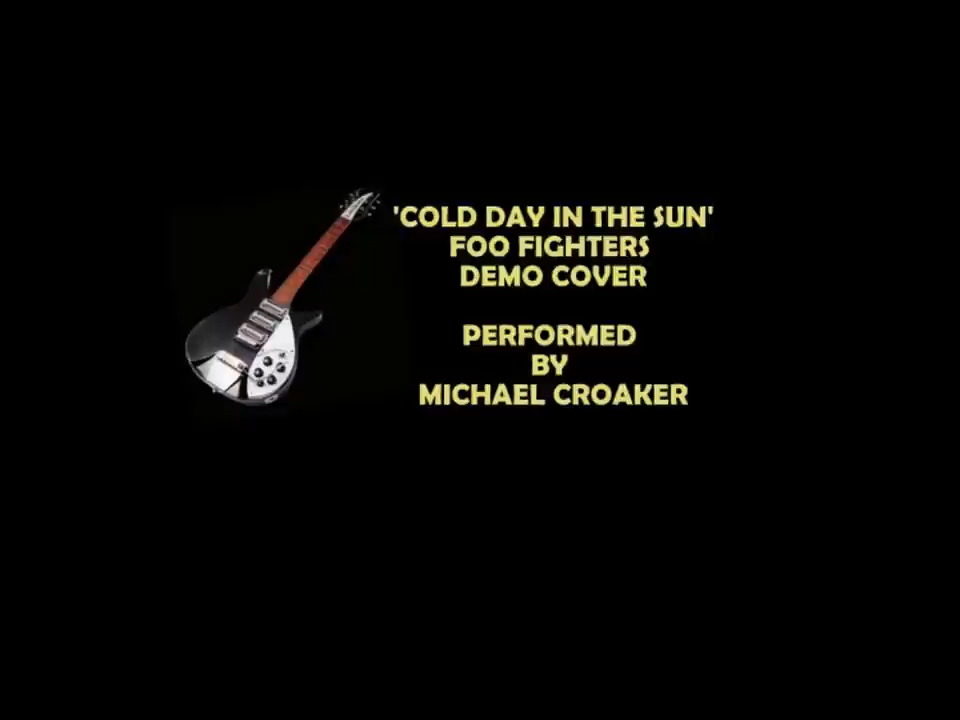 'COLD DAY IN THE SUN'
FOO FIGHTERS
DEMO COVER
PERFORMED
BY
MICHAEL CROAKER